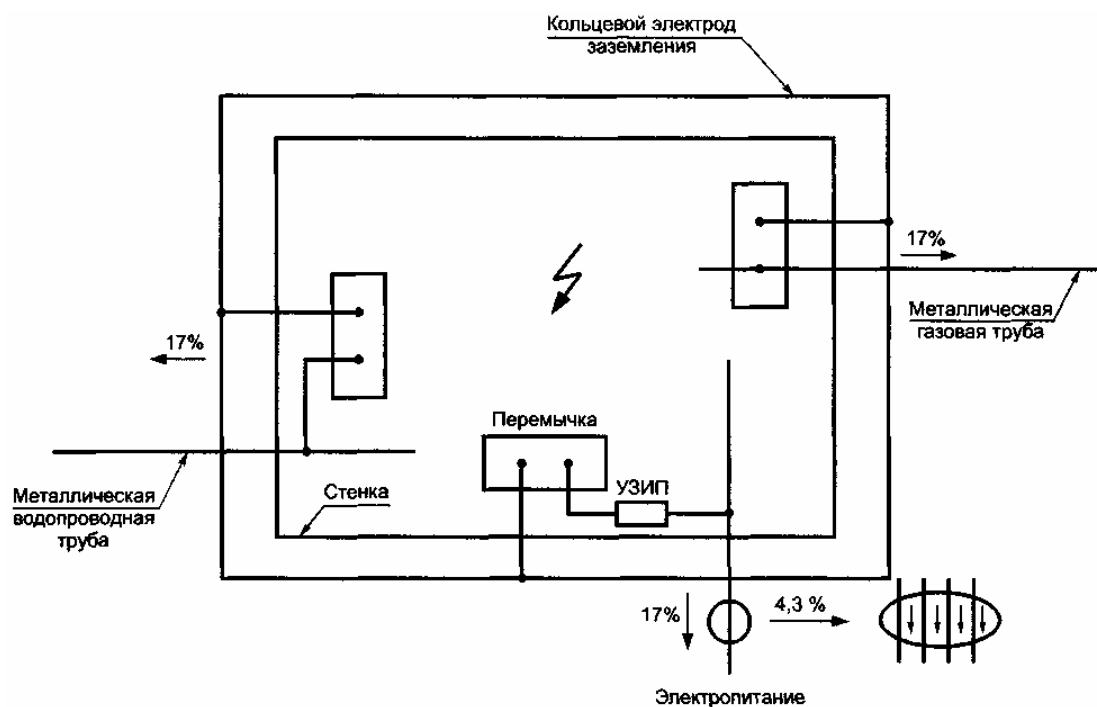 Кольцевой электрод
заземления
17%
Металлическая
газовая труба
17%
Перемычка
УЗИП
Стенка
Металлическая
водопроводная
труба
17%
4,3 %
Электропитание